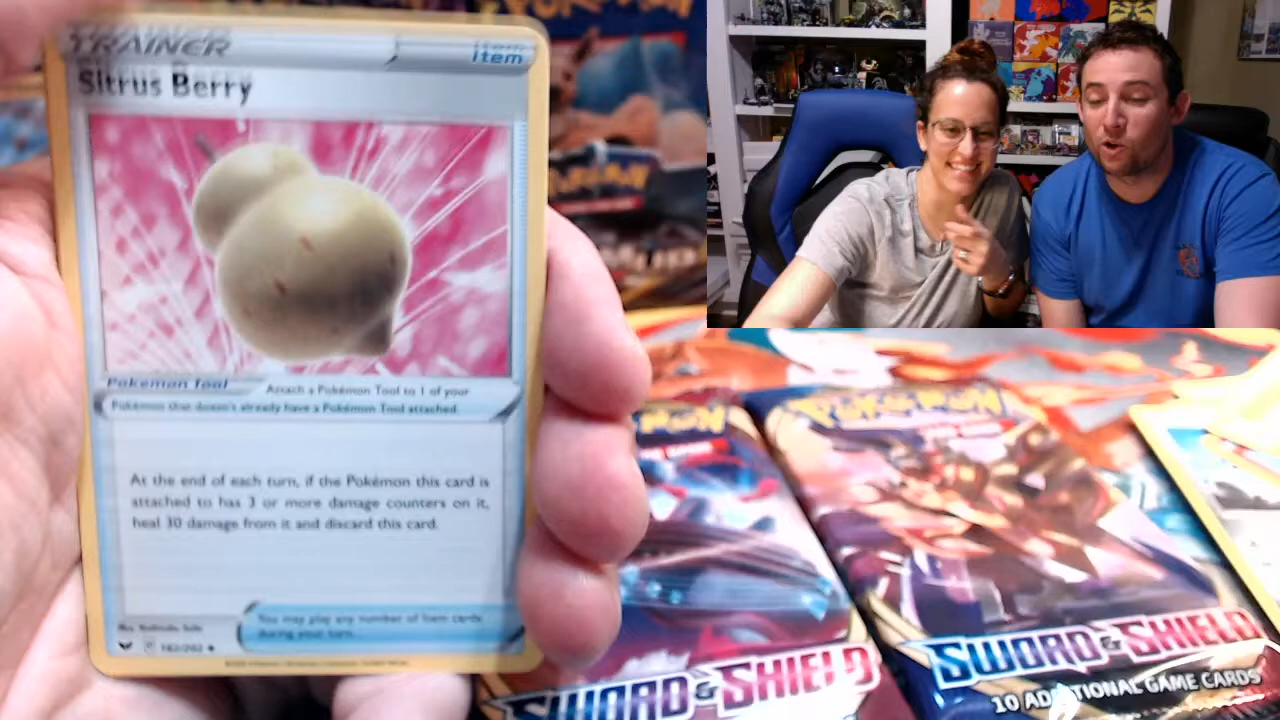 TRAINER
Item
Sitrus Berry
Pokémon Tool
Attach a Pokémon Tool to 1 of your
Pokémon that doesn't already have a Pokémon Tool attached.
At the end of each turn, if the Pokémon this card is
attached to has 3 or more damage counters on it,
heal 30 damage from it and discard this card.
You may play any number of Item cards
during your turn.
182/202
POKÉMON
SWORD & SHIELD
SWORD & SHIELD
10 ADDITIONAL GAME CARDS